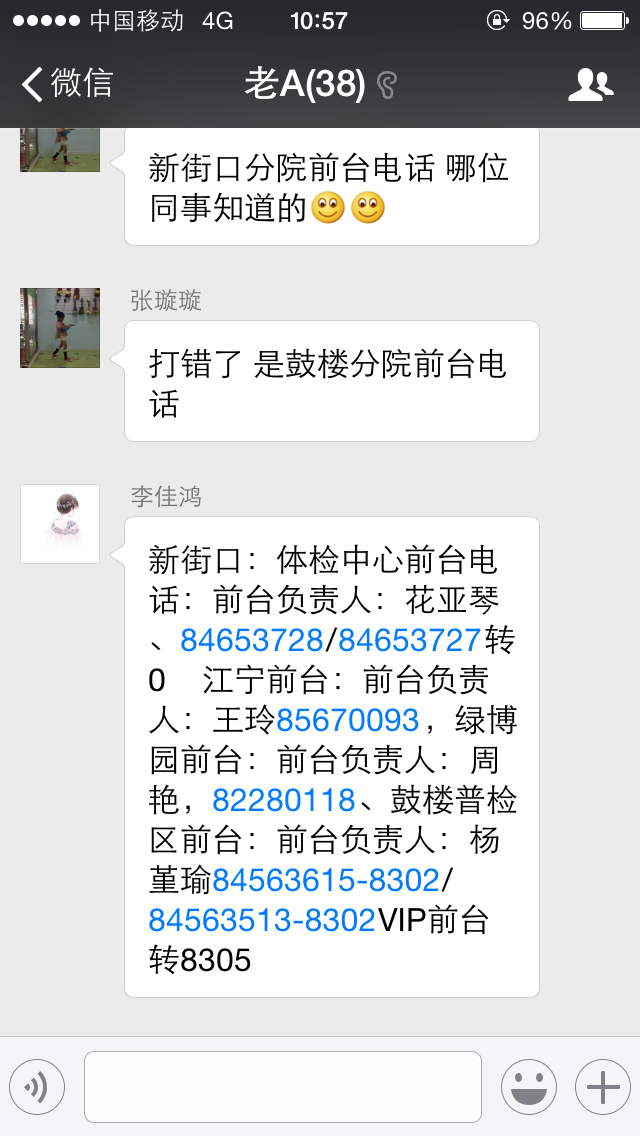 中国移动 4G 10:57 96%
微信 老A(38)
新街口分院前台电话 哪位
同事知道的
张璇璇
打错了 是鼓楼分院前台电
话
李佳鸿
新街口：体检中心前台电
话：前台负责人：花亚琴
、84653728/84653727转
0 江宁前台：前台负责
人：王玲85670093，绿博
园前台：前台负责人：周
艳，82280118、鼓楼普检
区前台：前台负责人：杨
堇瑜84563615-8302/
84563513-8302VIP前台
转8305